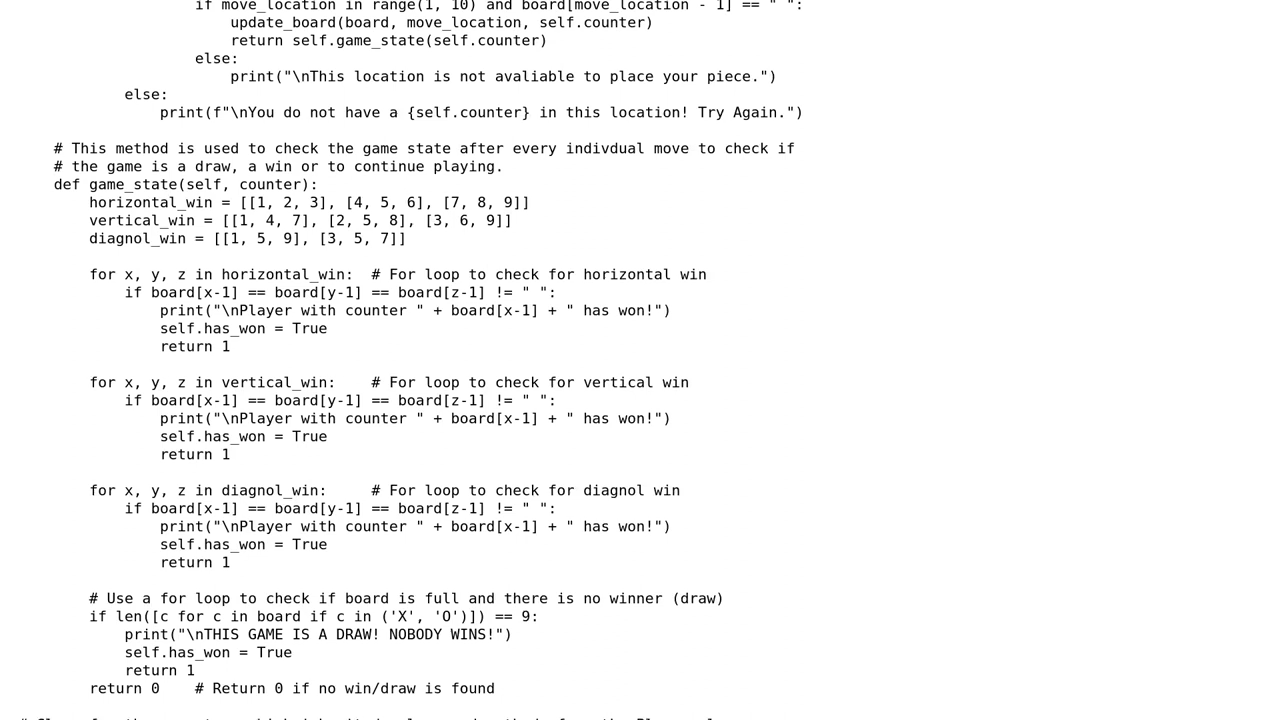 if move_location in range(1, 10) and board[move_location - 1] == " ":
update_board(board, move_location, self.counter)
return self.game_state(self.counter)
else:
print("\nThis location is not avaliable to place your piece.")
else:
print(f"\nYou do not have a {self.counter} in this location! Try Again.")
# This method is used to check the game state after every indivdual move to check if
# the game is a draw, a win or to continue playing.
def game_state(self, counter):
horizontal_win = [[1, 2, 3], [4, 5, 6], [7, 8, 9]]
vertical_win = [[1, 4, 7], [2, 5, 8], [3, 6, 9]]
diagnol_win = [[1, 5, 9], [3, 5, 7]]
for x, y, z in horizontal_win:  # For loop to check for horizontal win
if board[x-1] == board[y-1] == board[z-1] != " ":
print("\nPlayer with counter " + board[x-1] + " has won!")
self.has_won = True
return 1
for x, y, z in vertical_win:    # For loop to check for vertical win
if board[x-1] == board[y-1] == board[z-1] != " ":
print("\nPlayer with counter " + board[x-1] + " has won!")
self.has_won = True
return 1
for x, y, z in diagnol_win:     # For loop to check for diagnol win
if board[x-1] == board[y-1] == board[z-1] != " ":
print("\nPlayer with counter " + board[x-1] + " has won!")
self.has_won = True
return 1
# Use a for loop to check if board is full and there is no winner (draw)
if len([c for c in board if c in ('X', 'O')]) == 9:
print("\nTHIS GAME IS A DRAW! NOBODY WINS!")
self.has_won = True
return 1
return 0    # Return 0 if no win/draw is found